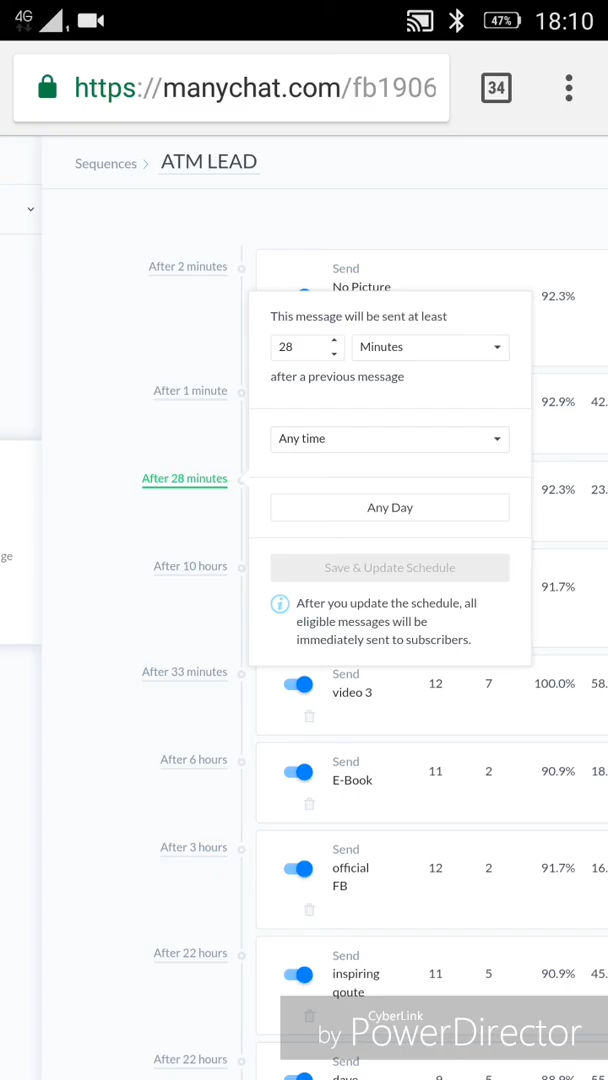 4G
47%
18:10
https://manychat.com/fb1906
34
Sequences
ATM LEAD
After 2 minutes
Send
No Picture
92.3%
This message will be sent at least
28
Minutes
after a previous message
After 1 minute
92.9%
42.
Any time
After 28 minutes
92.3%
23.
Any Day
ge
After 10 hours
Save & Update Schedule
91.7%
After you update the schedule, all
eligible messages will be
immediately sent to subscribers.
After 33 minutes
Send
video 3
12
7
100.0%
58.
After 6 hours
Send
E-Book
11
2
90.9%
18.
After 3 hours
Send
official
FB
12
2
91.7%
16.
After 22 hours
Send
inspiring
qoute
11
5
90.9%
45.
CyberLink
by PowerDirector
After 22 hours
Send